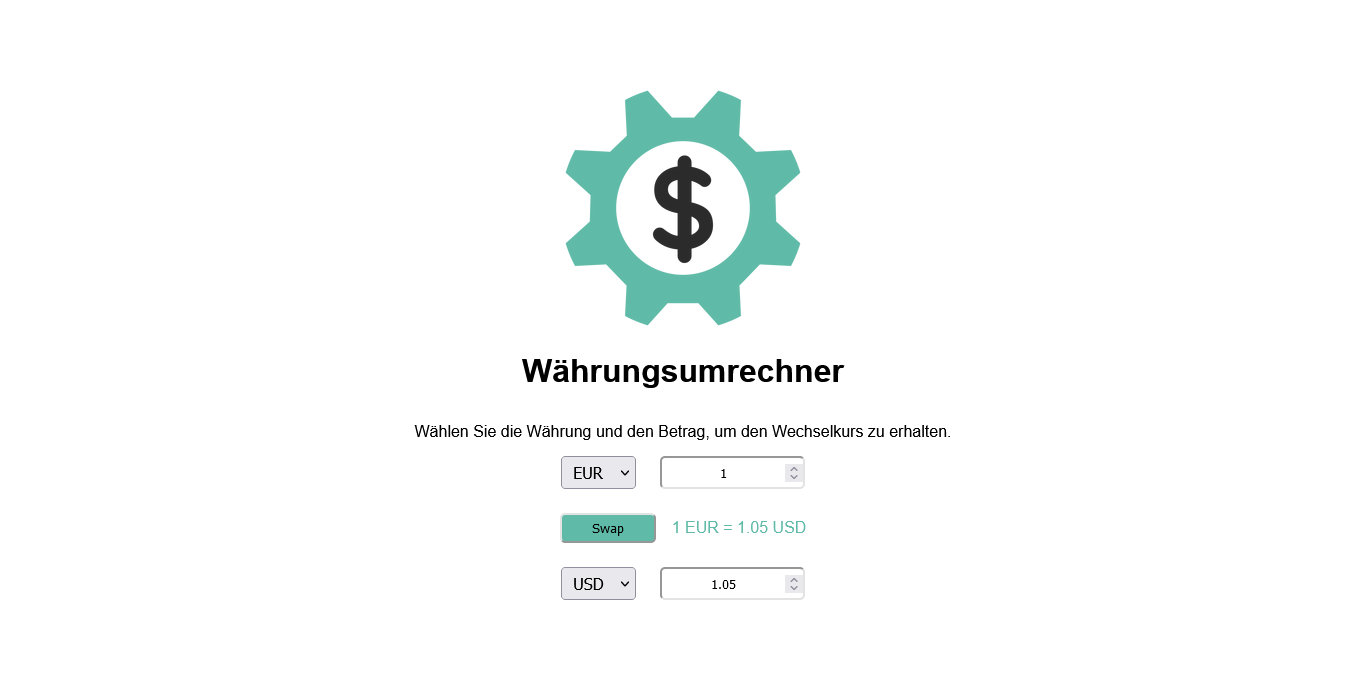 $
Währungsumrechner
Wählen Sie die Währung und den Betrag, um den Wechselkurs zu erhalten.
EUR 1
Swap 1 EUR = 1.05 USD
USD 1.05